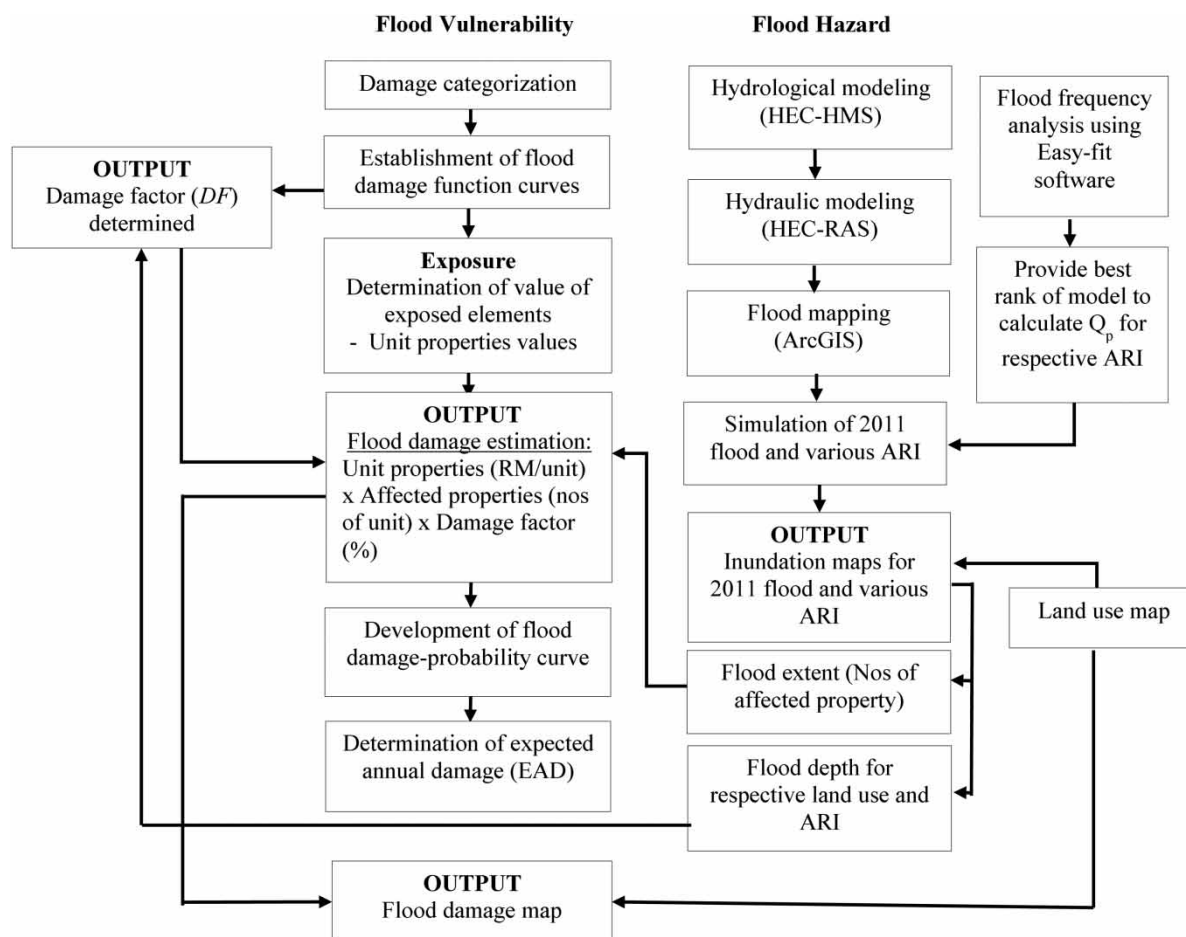 Flood Vulnerability
Flood Hazard
Damage categorization
Establishment of flood
damage function curves
OUTPUT
Damage factor (DF)
determined
Exposure
Determination of value of
exposed elements
- Unit properties values
OUTPUT
Flood damage estimation:
Unit properties (RM/unit)
x Affected properties (nos
of unit) x Damage factor
(%)
Development of flood
damage-probability curve
Determination of expected
annual damage (EAD)
OUTPUT
Flood damage map
Hydrological modeling
(HEC-HMS)
Hydraulic modeling
(HEC-RAS)
Flood mapping
(ArcGIS)
Simulation of 2011
flood and various ARI
OUTPUT
Inundation maps for
2011 flood and various
ARI
Flood extent (Nos of
affected property)
Flood depth for
respective land use and
ARI
Flood frequency
analysis using
Easy-fit
software
Provide best
rank of model to
calculate Qp for
respective ARI
Land use map